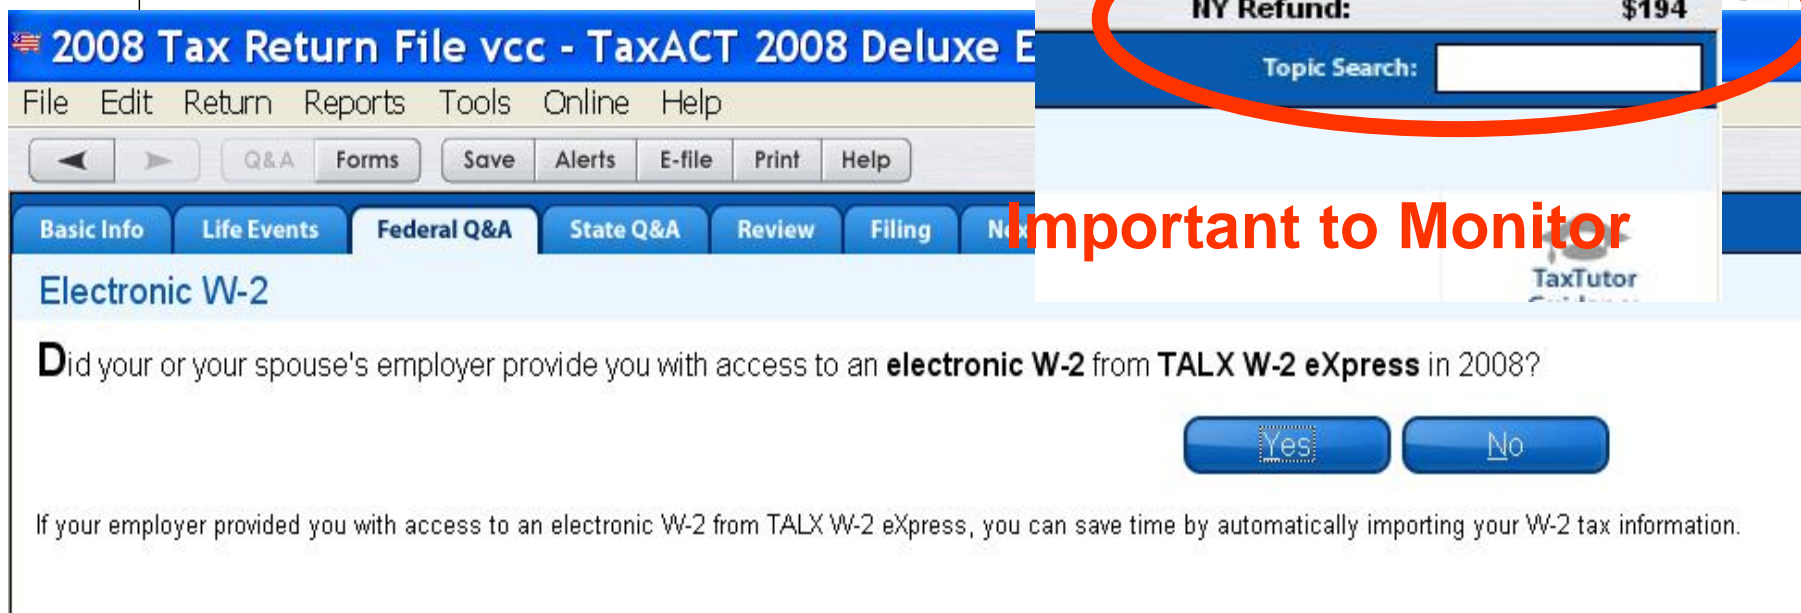 NY Refund: $194
2008 Tax Return File vcc - TaxACT 2008 Deluxe E
Topic Search:
File Edit Return Reports Tools Online Help
Q&A Forms Save Alerts E-file Print Help
Basic Info Life Events Federal Q&A State Q&A Review Filing
Important to Monitor
TaxTutor
Electronic W-2
Did your or your spouse's employer provide you with access to an electronic W-2 from TALX W-2 eXpress in 2008?
Yes No
If your employer provided you with access to an electronic W-2 from TALX W-2 eXpress, you can save time by automatically importing your W-2 tax information.